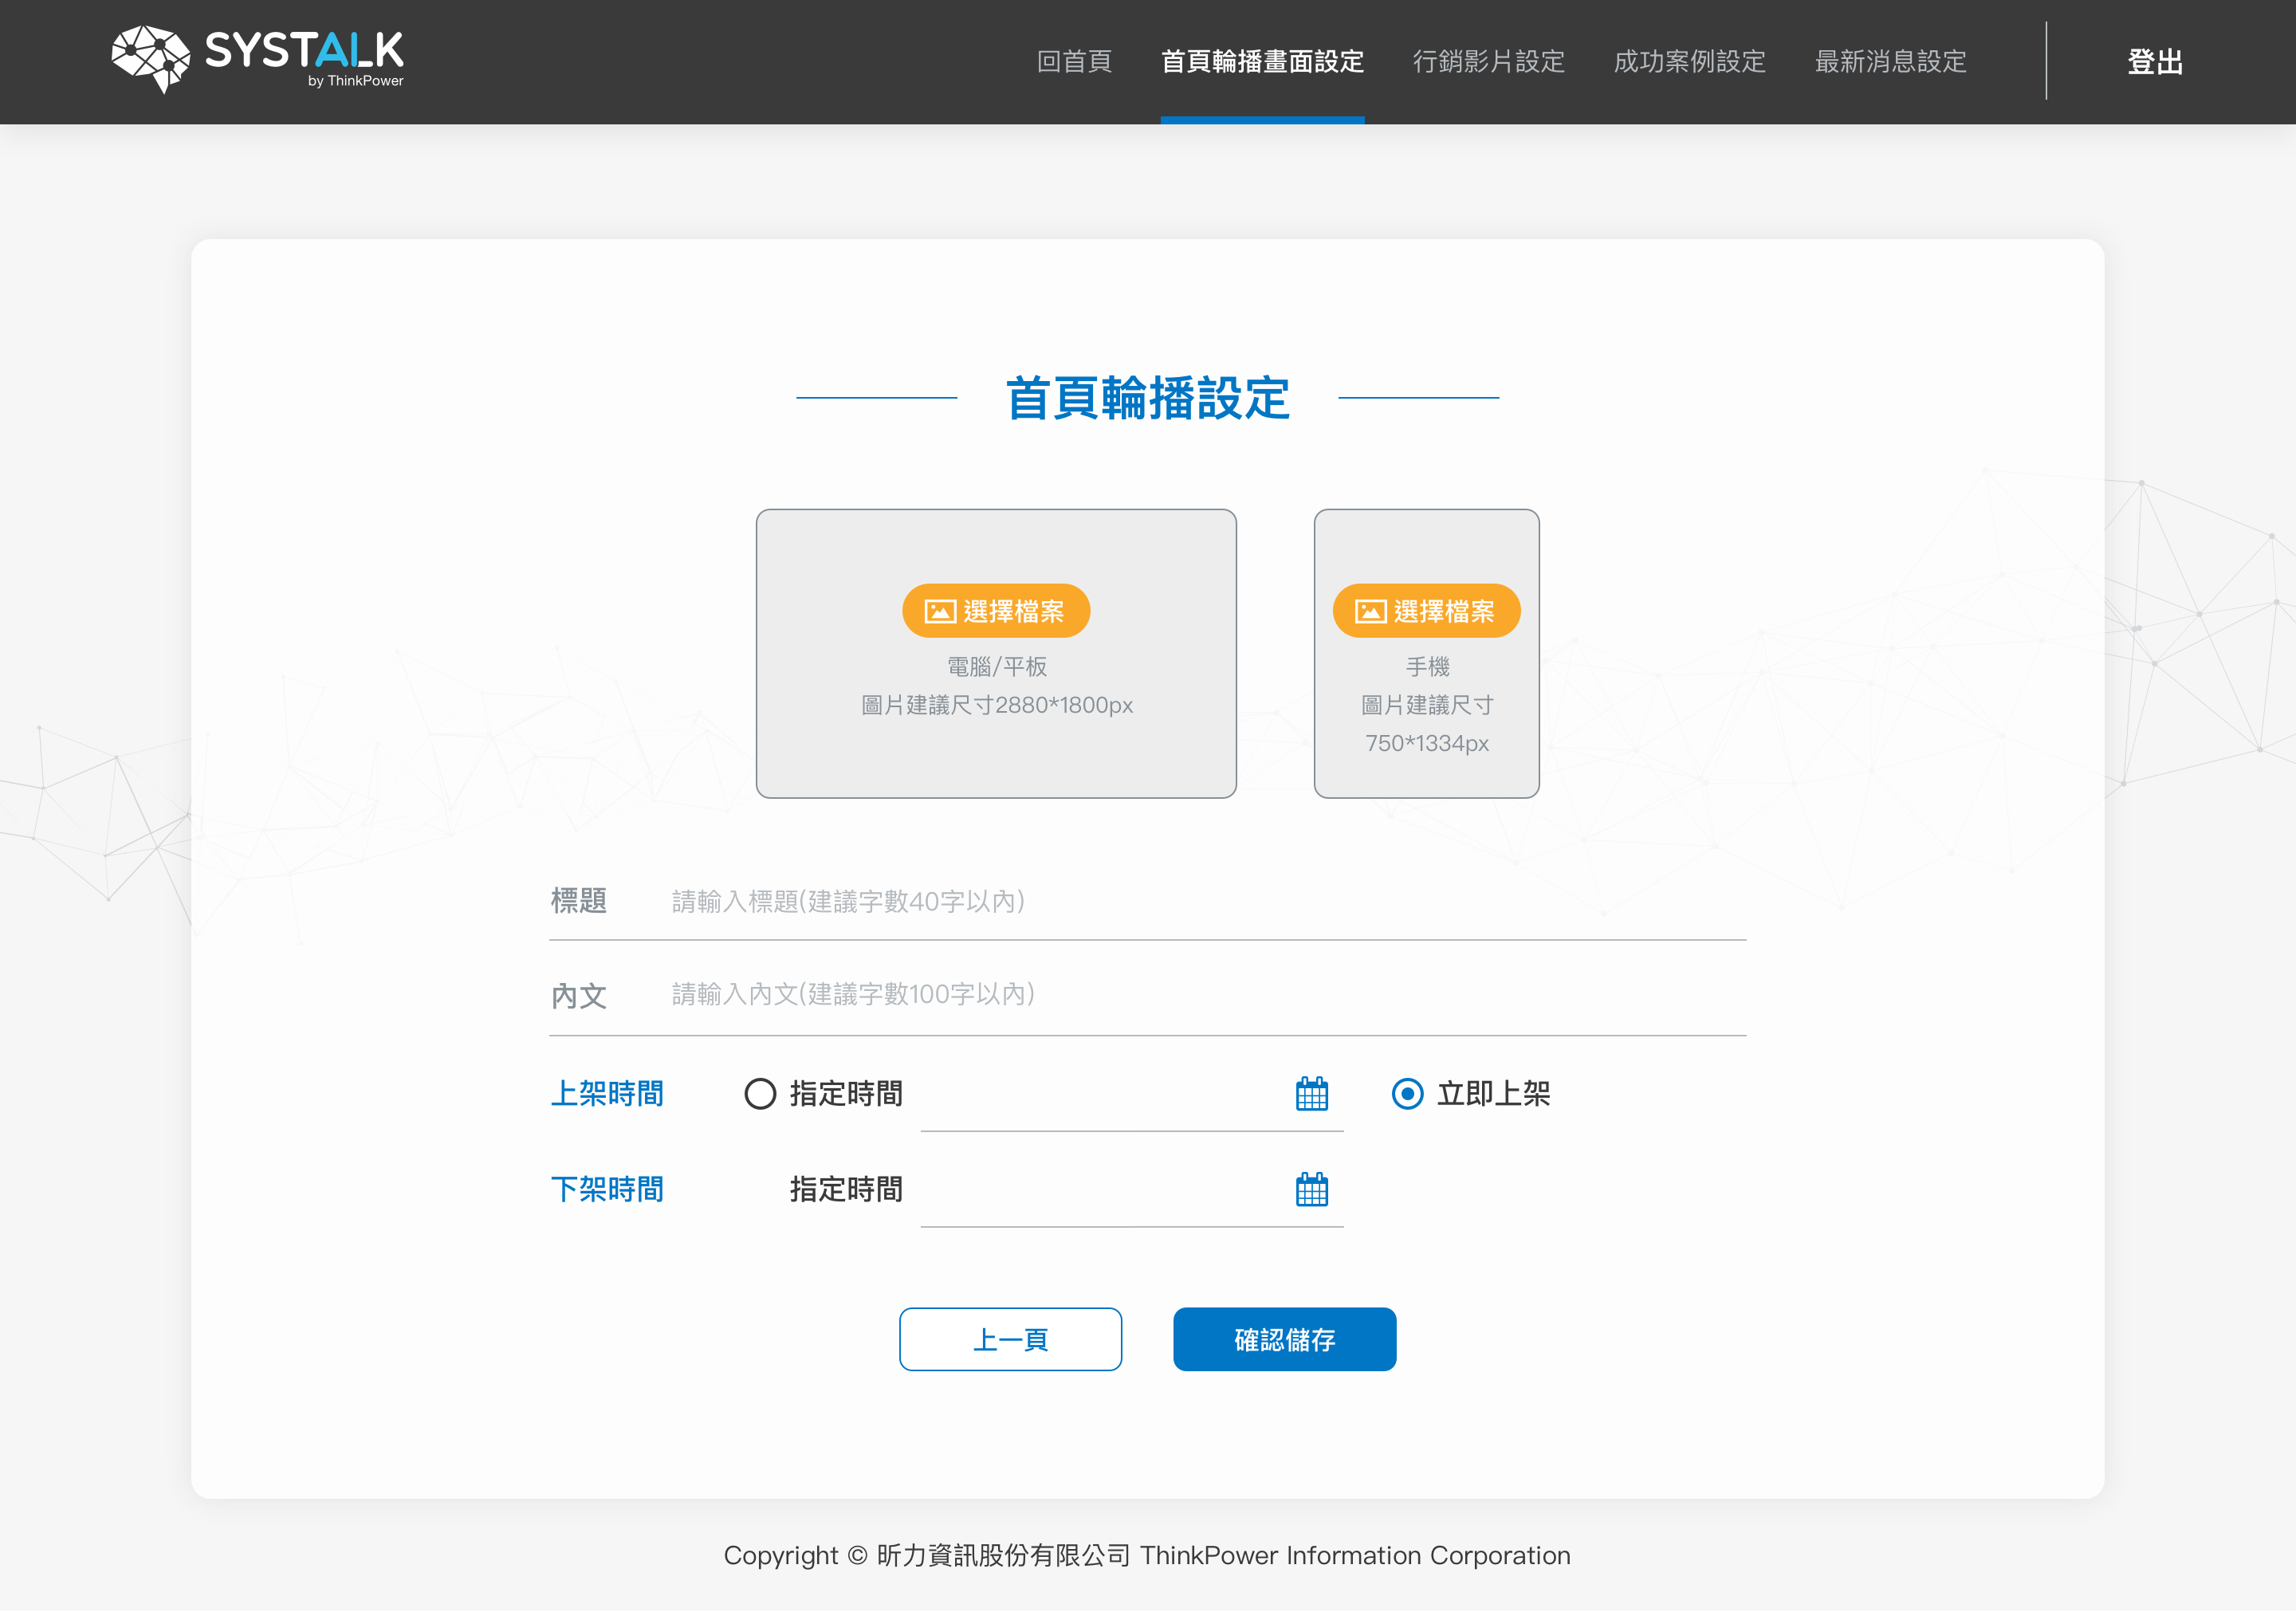 SYSTALK
by ThinkPower
回首頁 首頁輪播畫面設定 行銷影片設定 成功案例設定 最新消息設定 登出
首頁輪播設定
選擇檔案
電腦/平板
圖片建議尺寸2880*1800px
選擇檔案
手機
圖片建議尺寸
750*1334px
標題 請輸入標題(建議字數40字以內)
內文 請輸入內文(建議字數100字以內)
上架時間 指定時間 立即上架
下架時間 指定時間
上一頁 確認儲存
Copyright © 昕力資訊股份有限公司 ThinkPower Information Corporation